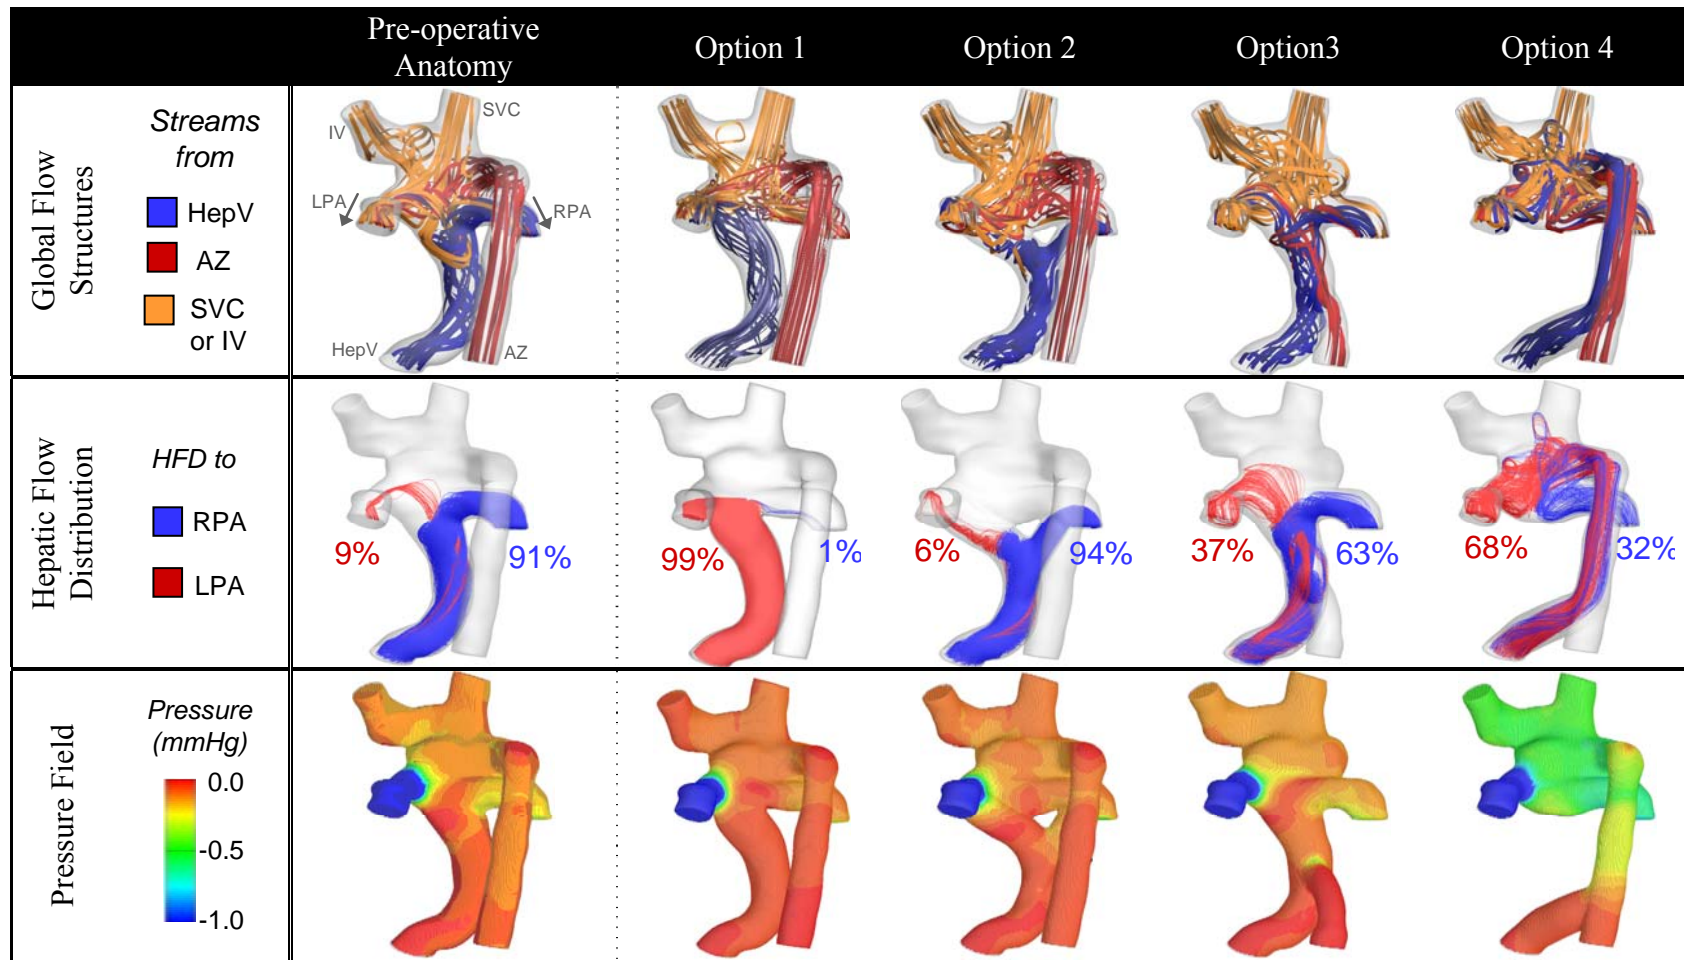 Pre-operative
Anatomy
Option 1
Option 2
Option3
Option 4
Global Flow
Structures
Streams
from
HepV
AZ
SVC
or IV
IV
SVC
LPA
RPA
HepV
AZ
Hepatic Flow
Distribution
HFD to
RPA
LPA
9%
91%
99%
1%
6%
94%
37%
63%
68%
32%
Pressure Field
Pressure
(mmHg)
0.0
-0.5
-1.0